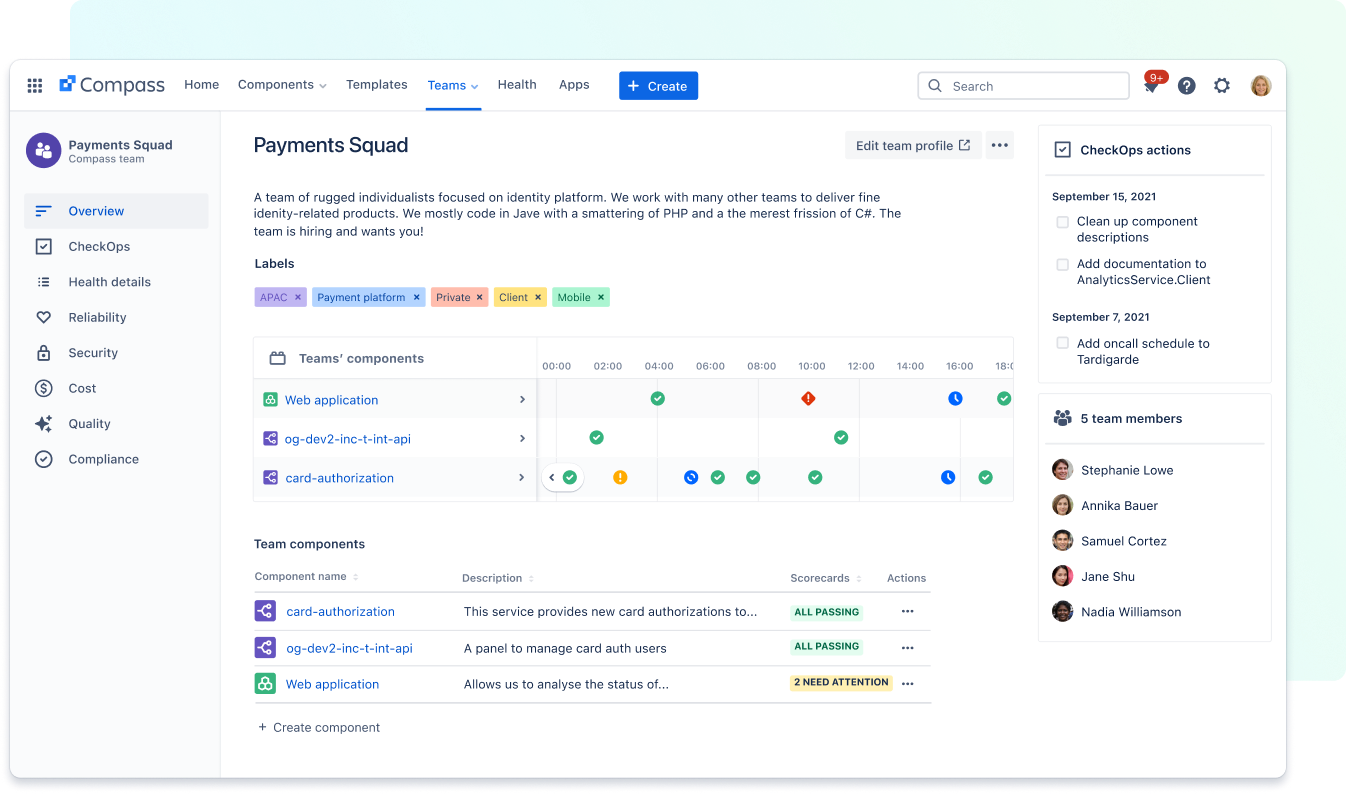 Compass
Home
Components
Templates
Teams
Health
Apps
+ Create
Search
9+
Payments Squad
Compass team
Overview
CheckOps
Health details
Reliability
Security
Cost
Quality
Compliance
Payments Squad
Edit team profile
A team of rugged individualists focused on identity platform. We work with many other teams to deliver fine
idenity-related products. We mostly code in Jave with a smattering of PHP and a the merest frission of C#. The
team is hiring and wants you!
Labels
APAC ×
Payment platform ×
Private ×
Client ×
Mobile ×
Teams’ components
00:00 02:00 04:00 06:00 08:00 10:00 12:00 14:00 16:00 18:0
Web application
og-dev2-inc-t-int-api
card-authorization
Team components
Component name Description Scorecards Actions
card-authorization This service provides new card authorizations to... ALL PASSING
og-dev2-inc-t-int-api A panel to manage card auth users ALL PASSING
Web application Allows us to analyse the status of... 2 NEED ATTENTION
+ Create component
CheckOps actions
September 15, 2021
Clean up component
descriptions
Add documentation to
AnalyticsService.Client
September 7, 2021
Add oncall schedule to
Tardigarde
5 team members
Stephanie Lowe
Annika Bauer
Samuel Cortez
Jane Shu
Nadia Williamson